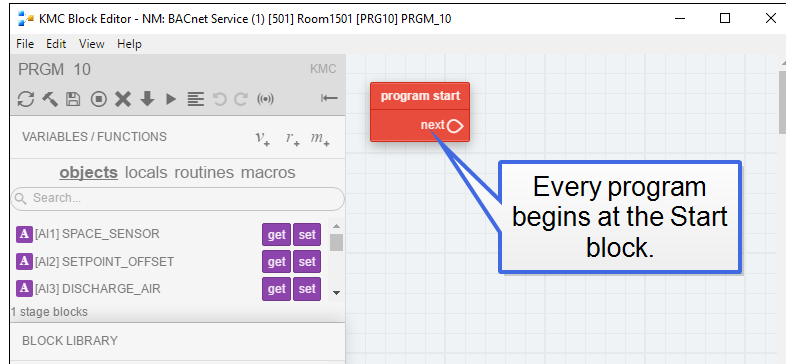 KMC Block Editor - NM: BACnet Service (1) [501] Room1501 [PRG10] PRGM_10
File Edit View Help
PRGM 10 KMC
VARIABLES / FUNCTIONS v+ r+ m+
objects locals routines macros
Search...
A [AI1] SPACE_SENSOR get set
A [AI2] SETPOINT_OFFSET get set
A [AI3] DISCHARGE_AIR get set
1 stage blocks
BLOCK LIBRARY
program start
next
Every program
begins at the Start
block.